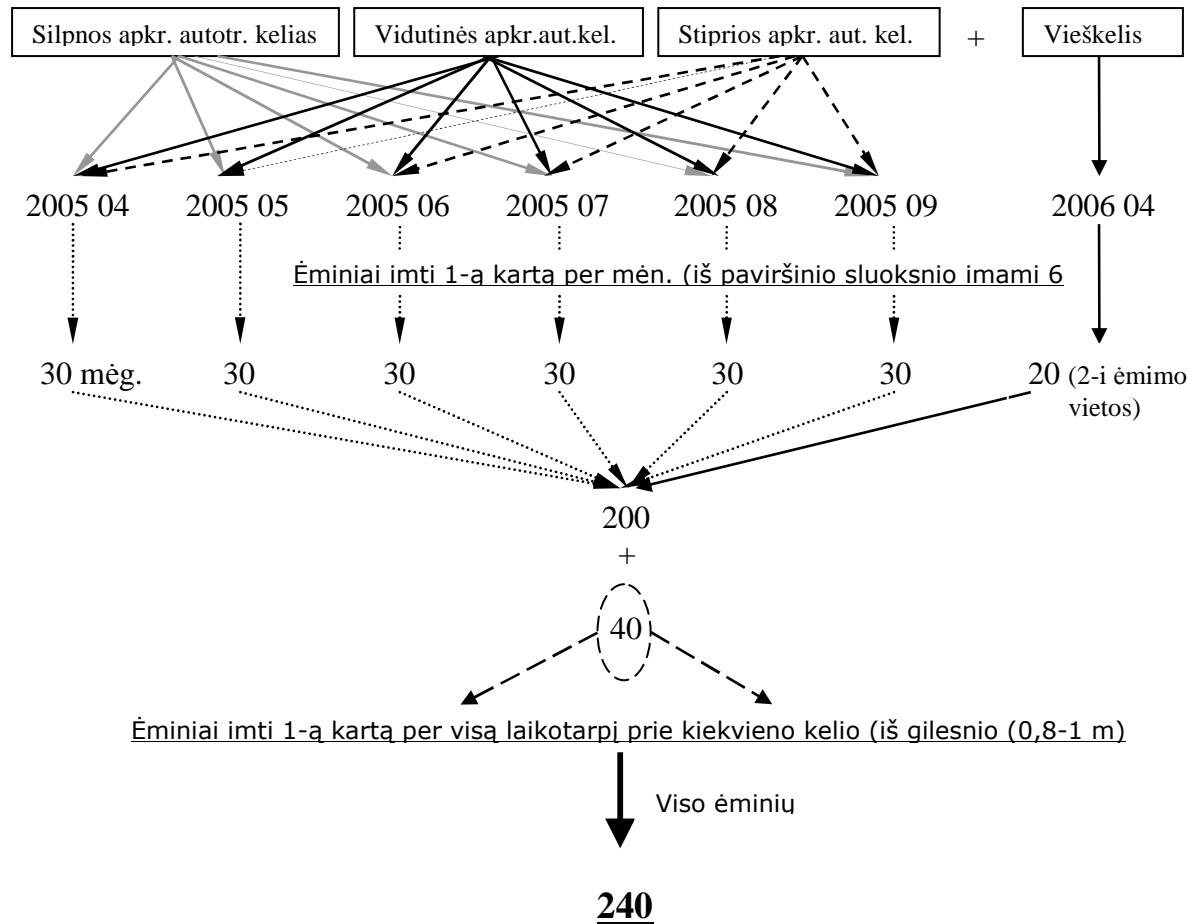 Silpnos apkr. autotr. kelias Vidutinės apkr.aut.kel. Stiprios apkr. aut. kel. + Vieškelis
2005 04 2005 05 2005 06 2005 07 2005 08 2005 09 2006 04
Ėminiai imti 1-ą kartą per mėn. (iš paviršinio sluoksnio imami 6
30 mėg. 30 30 30 30 30 20 (2-i ėmimo
vietos)
200
+
40
Ėminiai imti 1-ą kartą per visą laikotarpį prie kiekvieno kelio (iš gilesnio (0,8-1 m)
Viso ėminių
240